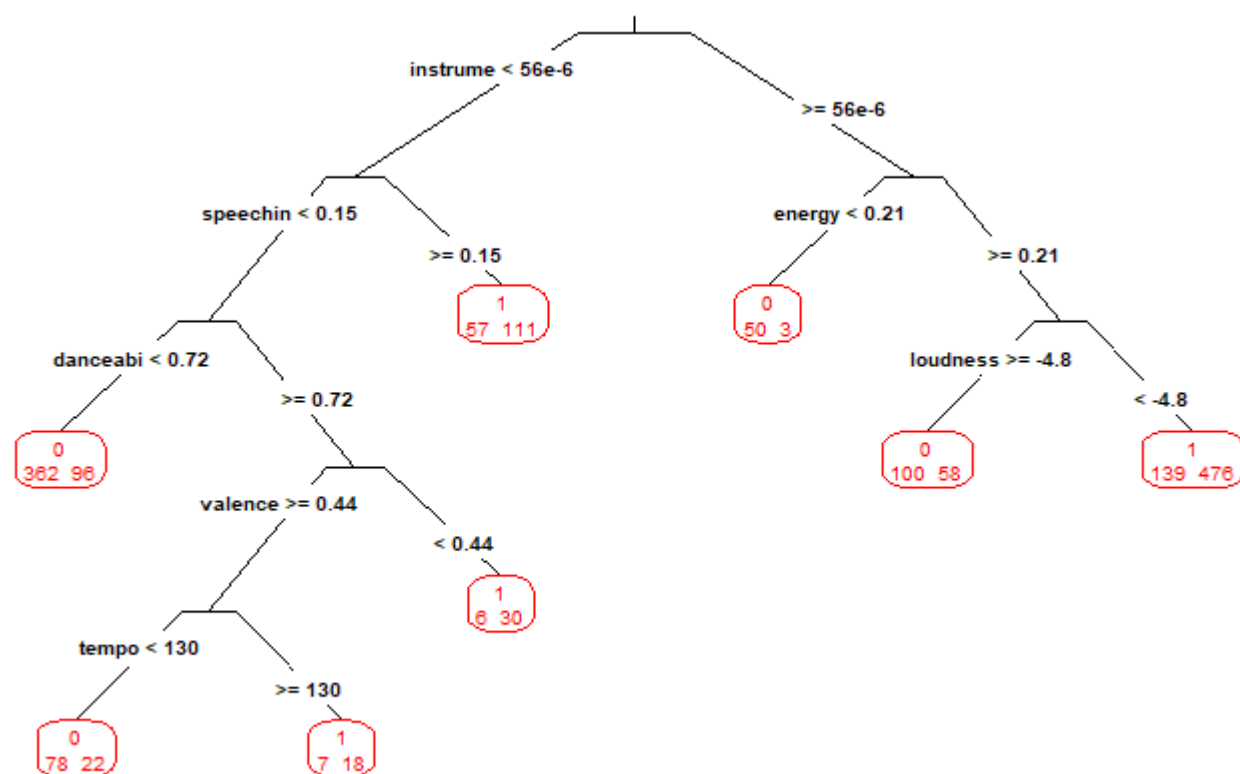 instrume < 56e-6
>= 56e-6
speechin < 0.15
energy < 0.21
>= 0.15
>= 0.21
1
57 111
0
50 3
danceabi < 0.72
loudness >= -4.8
>= 0.72
< -4.8
0
362 96
0
100 58
1
139 476
valence >= 0.44
< 0.44
1
6 30
tempo < 130
>= 130
0
78 22
1
7 18